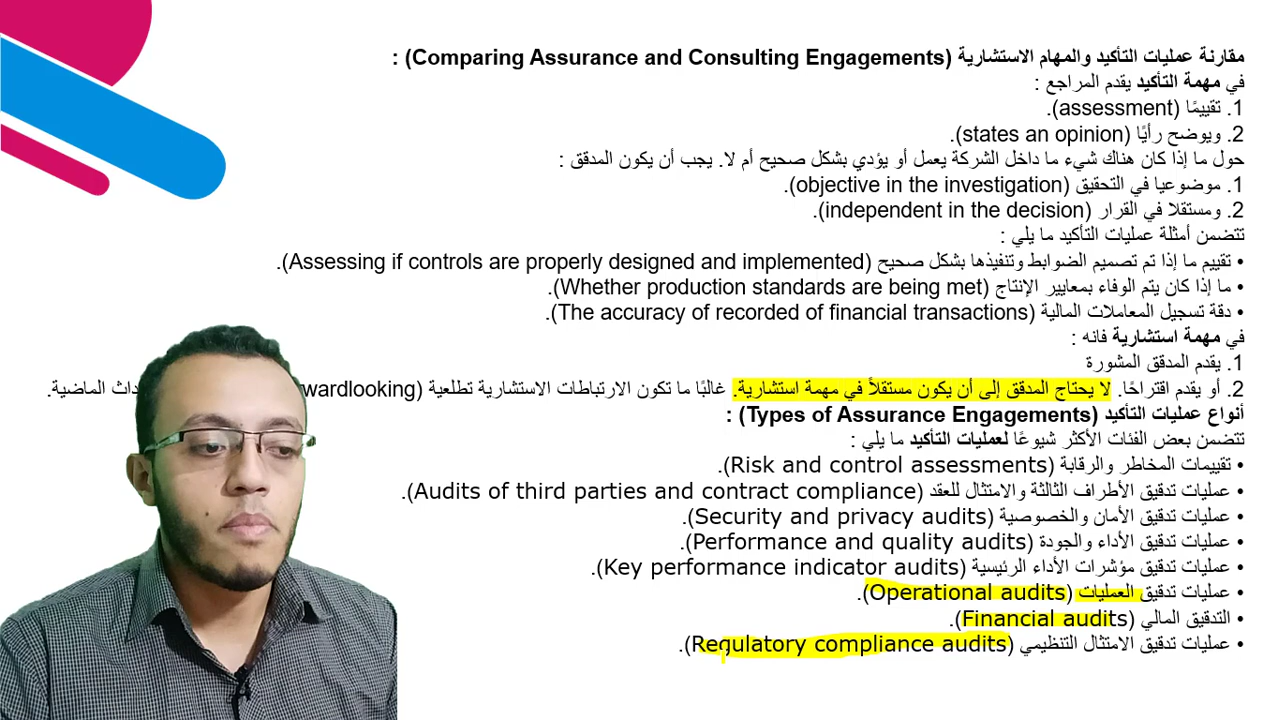 مقارنة عمليات التأكيد والمهام الاستشارية (Comparing Assurance and Consulting Engagements) :
في مهمة التأكيد يقدم المراجع :
1. تقييمًا (assessment).
2. ويوضح رأيًا (states an opinion).
حول ما إذا كان هناك شيء ما داخل الشركة يعمل أو يؤدي بشكل صحيح أم لا. يجب أن يكون المدقق :
1. موضوعيا في التحقيق (objective in the investigation).
2. ومستقلا في القرار (independent in the decision).
تتضمن أمثلة عمليات التأكيد ما يلي :
• تقييم ما إذا تم تصميم الضوابط وتنفيذها بشكل صحيح (Assessing if controls are properly designed and implemented).
• ما إذا كان يتم الوفاء بمعايير الإنتاج (Whether production standards are being met).
• دقة تسجيل المعاملات المالية (The accuracy of recorded of financial transactions).
في مهمة استشارية فانه :
1. يقدم المدقق المشورة
2. أو يقدم اقتراحًا. لا يحتاج المدقق إلى أن يكون مستقلاً في مهمة استشارية. غالبًا ما تكون الارتباطات الاستشارية تطلعية (wardlooking الماضية.
أنواع عمليات التأكيد (Types of Assurance Engagements) :
تتضمن بعض الفئات الأكثر شيوعًا لعمليات التأكيد ما يلي :
• تقييمات المخاطر والرقابة (Risk and control assessments).
• عمليات تدقيق الأطراف الثالثة والامتثال للعقد (Audits of third parties and contract compliance).
• عمليات تدقيق الأمان والخصوصية (Security and privacy audits).
• عمليات تدقيق الأداء والجودة (Performance and quality audits).
• عمليات تدقيق مؤشرات الأداء الرئيسية (Key performance indicator audits).
• عمليات تدقيق العمليات (Operational audits).
• التدقيق المالي (Financial audits).
• عمليات تدقيق الامتثال التنظيمي (Regulatory compliance audits).